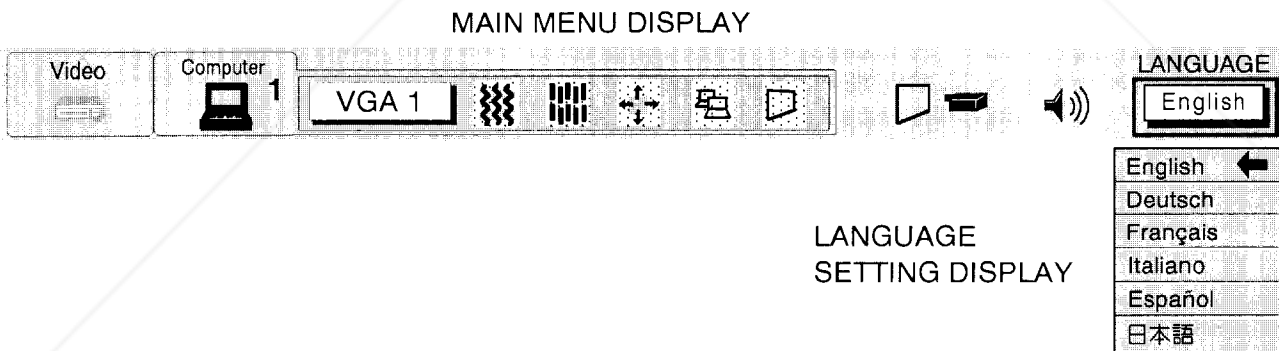 MAIN MENU DISPLAY
Video
Computer
1
VGA 1
LANGUAGE
English
English
Deutsch
Français
Italiano
Español
日本語
LANGUAGE
SETTING DISPLAY